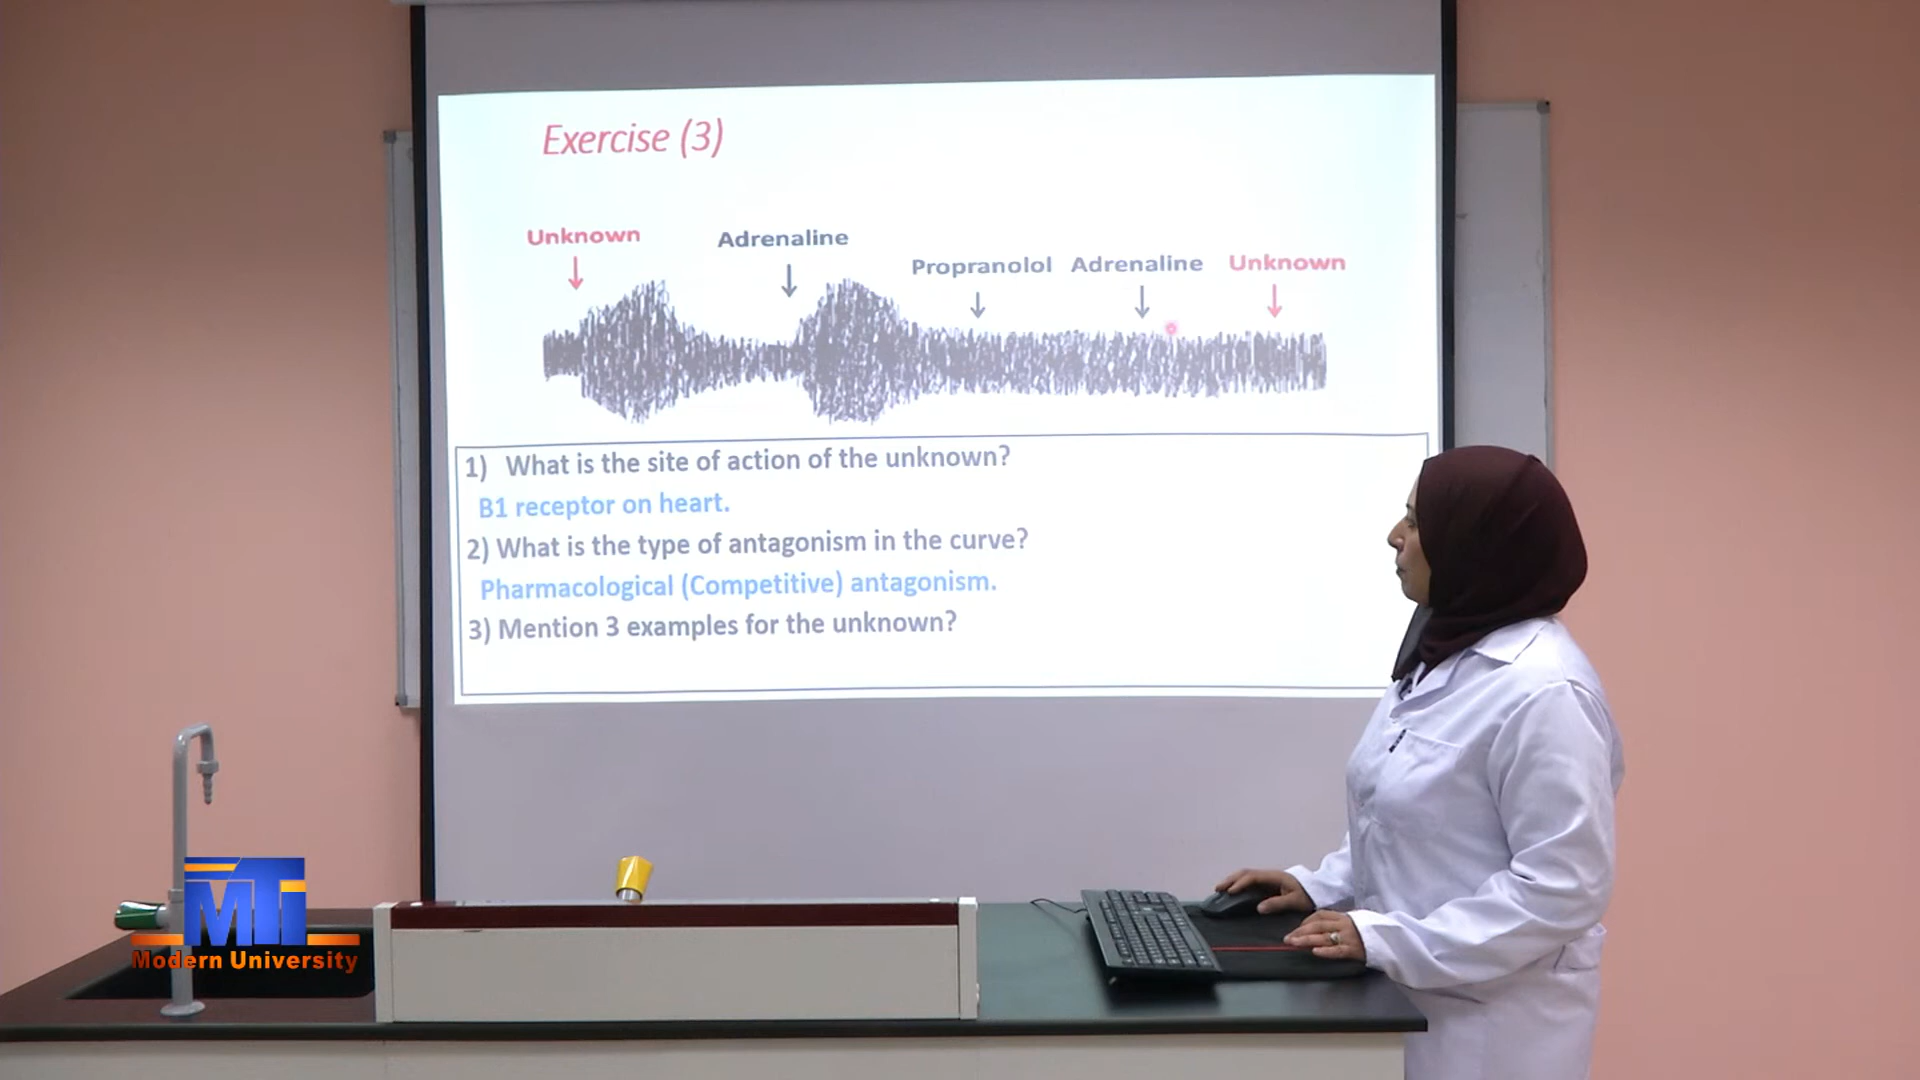 Exercise (3)
Unknown
Adrenaline
Propranolol
Adrenaline
Unknown
1) What is the site of action of the unknown?
B1 receptor on heart.
2) What is the type of antagonism in the curve?
Pharmacological (Competitive) antagonism.
3) Mention 3 examples for the unknown?
MTi
Modern University